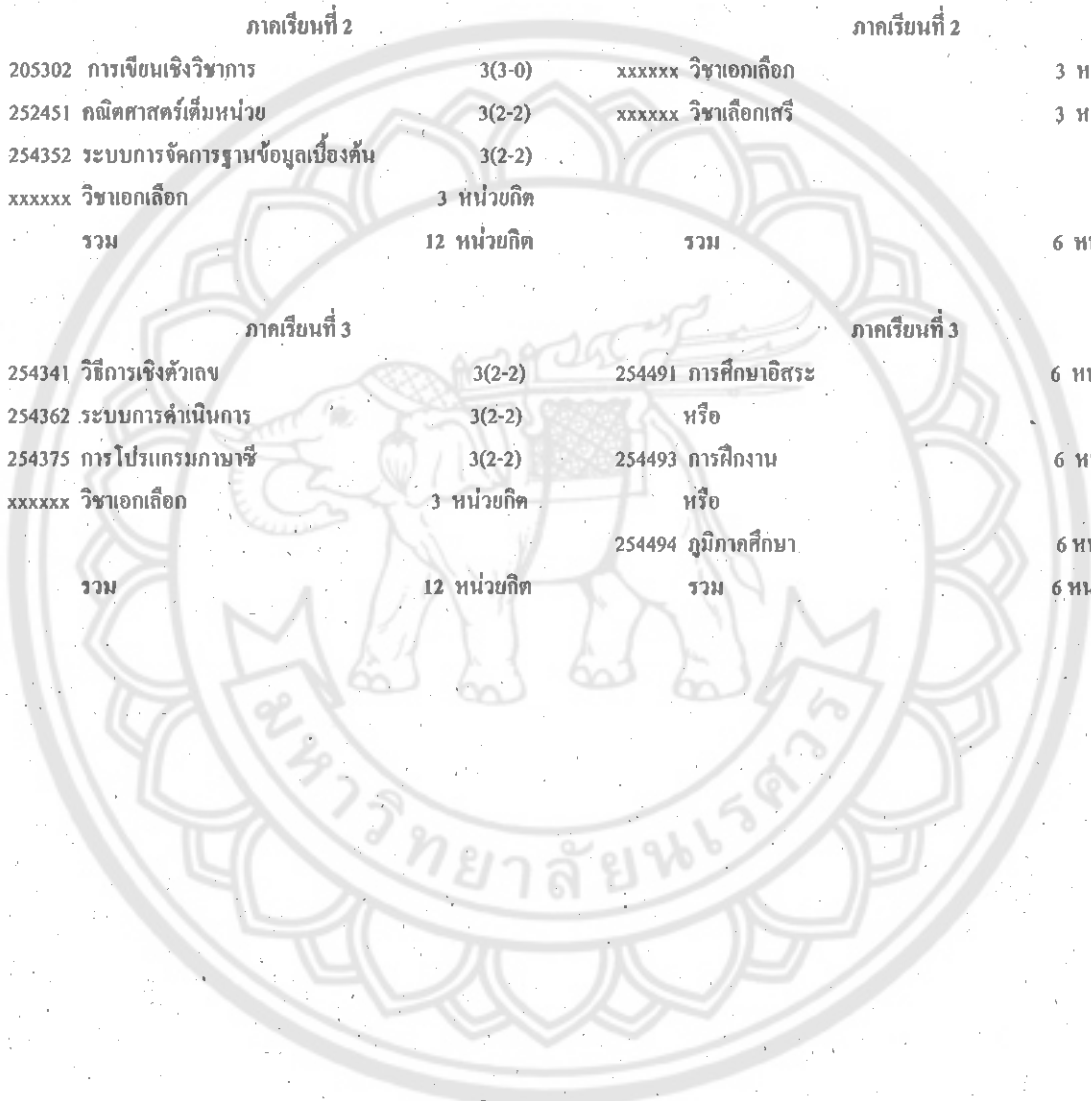 ภาคเรียนที่ 2
205302 การเขียนเชิงวิชาการ 3(3-0)
252451 คณิตศาสตร์เต็มหน่วย 3(2-2)
254352 ระบบการจัดการฐานข้อมูลเบื้องต้น 3(2-2)
xxxxxx วิชาเอกเลือก 3 หน่วยกิต
รวม 12 หน่วยกิต
ภาคเรียนที่ 2
xxxxxx วิชาเอกเลือก 3
xxxxxx วิชาเลือกเสรี 3
รวม 6
ภาคเรียนที่ 3
254341 วิธีการเชิงตัวเลข 3(2-2)
254362 ระบบการดำเนินการ 3(2-2)
254375 การโปรแกรมภาษาซี 3(2-2)
xxxxxx วิชาเอกเลือก 3 หน่วยกิต
รวม 12 หน่วยกิต
ภาคเรียนที่ 3
254491 การศึกษาอิสระ 6
หรือ
254493 การฝึกงาน 6
หรือ
254494 ภูมิภาคศึกษา 6
รวม 6
มหาวิทยาลัยนเรศวร